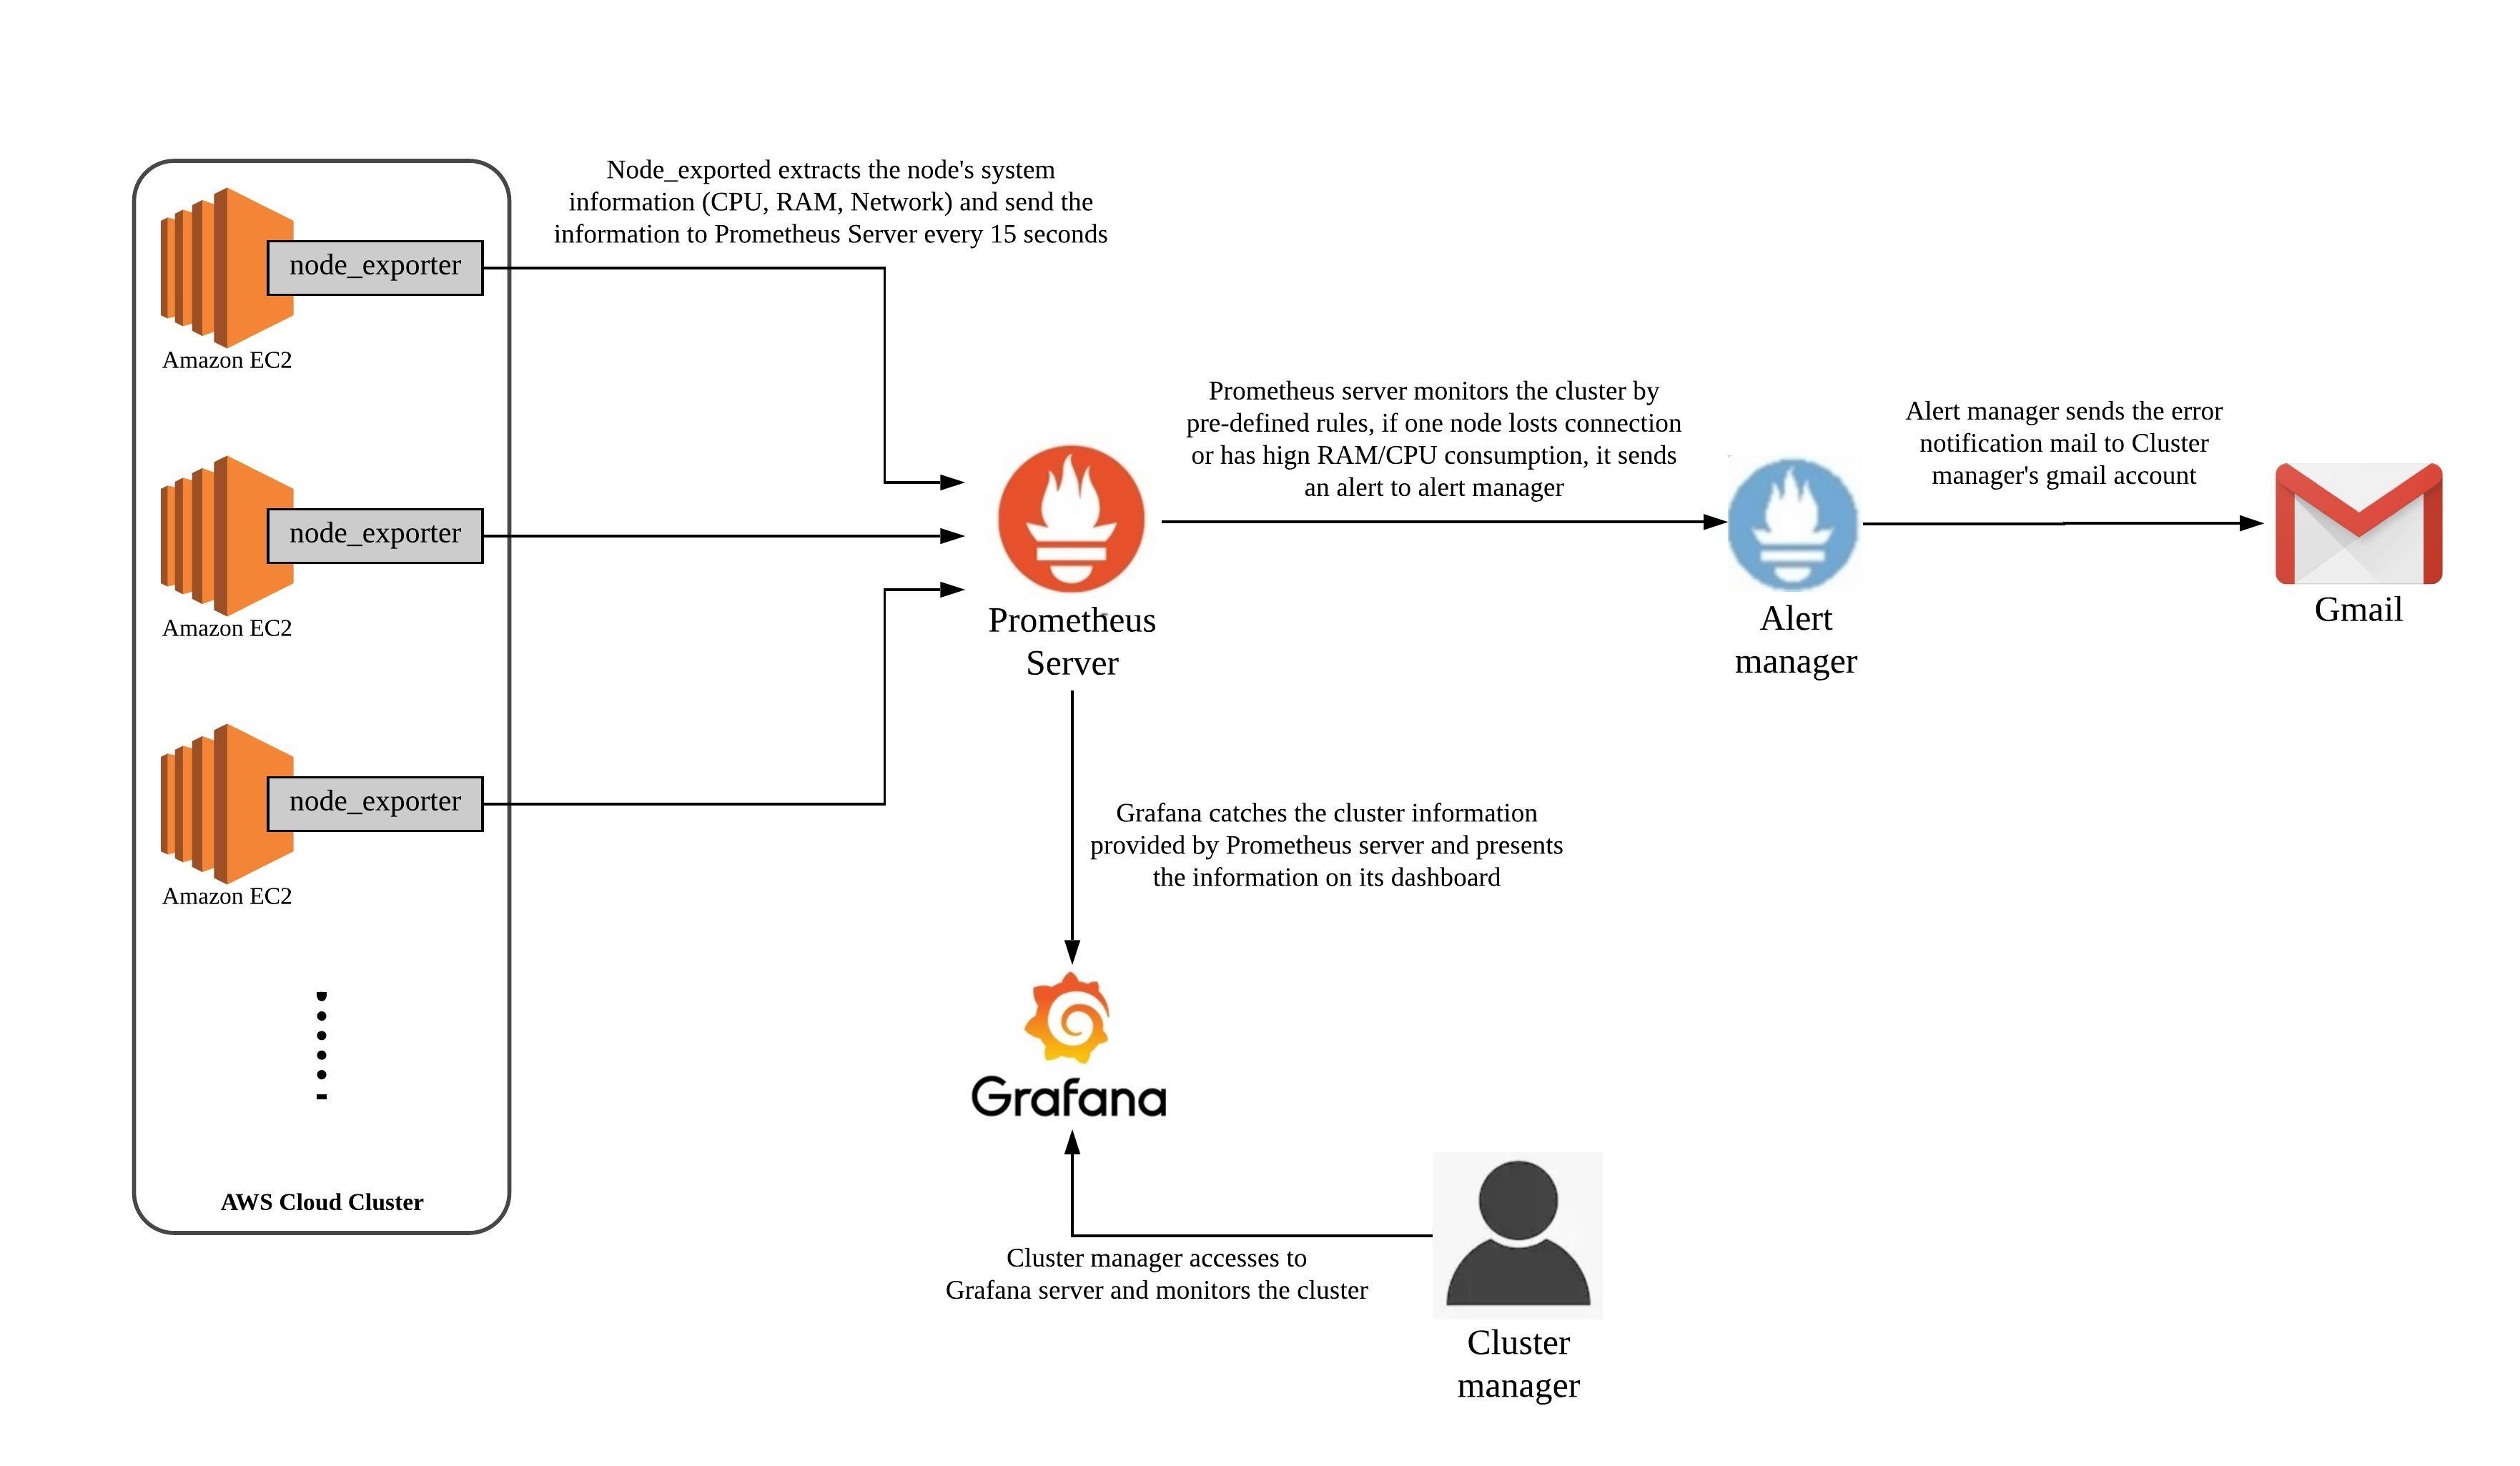 Node_exported extracts the node's system
information (CPU, RAM, Network) and send the
information to Prometheus Server every 15 seconds
node_exporter
Amazon EC2
node_exporter
Amazon EC2
node_exporter
Amazon EC2
AWS Cloud Cluster
Prometheus
Server
Prometheus server monitors the cluster by
pre-defined rules, if one node losts connection
or has hign RAM/CPU consumption, it sends
an alert to alert manager
Alert
manager
Alert manager sends the error
notification mail to Cluster
manager's gmail account
Gmail
Grafana catches the cluster information
provided by Prometheus server and presents
the information on its dashboard
Grafana
Cluster manager accesses to
Grafana server and monitors the cluster
Cluster
manager